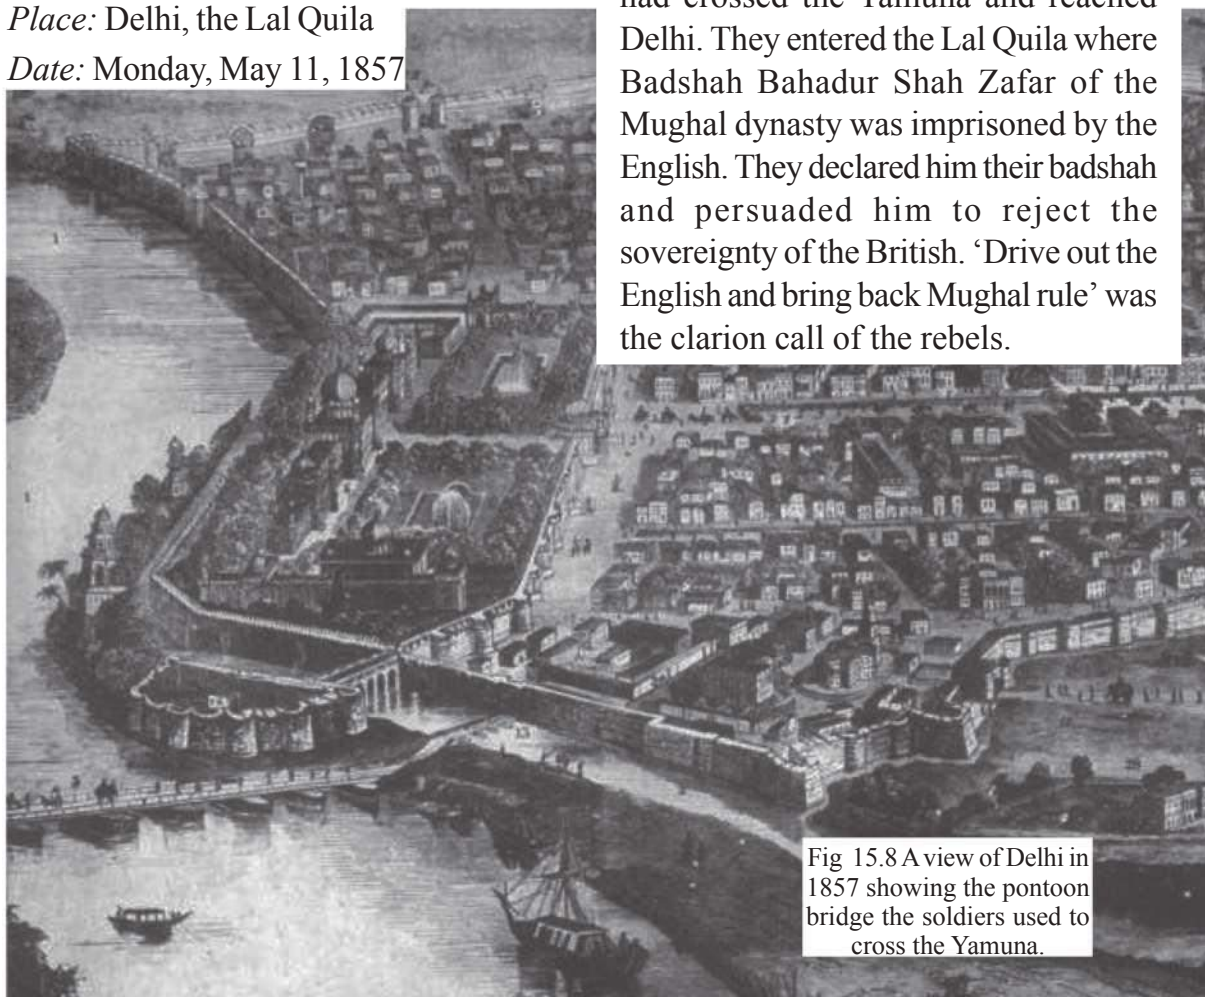 Place: Delhi, the Lal Quila
Date: Monday, May 11, 1857
had crossed the Yamuna and reached
Delhi. They entered the Lal Quila where
Badshah Bahadur Shah Zafar of the
Mughal dynasty was imprisoned by the
English. They declared him their badshah
and persuaded him to reject the
sovereignty of the British. ‘Drive out the
English and bring back Mughal rule’ was
the clarion call of the rebels.
Fig 15.8 A view of Delhi in
1857 showing the pontoon
bridge the soldiers used to
cross the Yamuna.